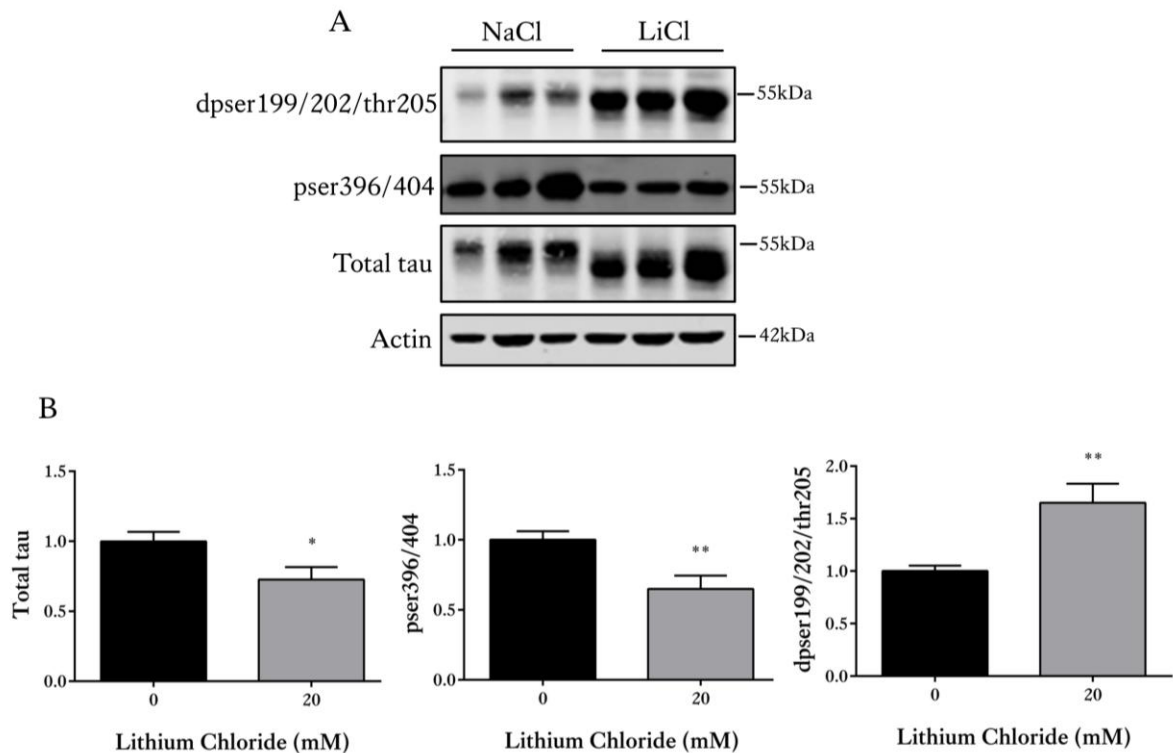 A
NaCl LiCl
dpser199/202/thr205
55kDa
pser396/404
55kDa
Total tau
55kDa
Actin
42kDa
B
Total tau
1.5
1.0
0.5
0.0
0 20
Lithium Chloride (mM)
*
pser396/404
1.5
1.0
0.5
0.0
0 20
Lithium Chloride (mM)
**
dpser199/202/thr205
2.0
1.5
1.0
0.5
0.0
0 20
Lithium Chloride (mM)
**